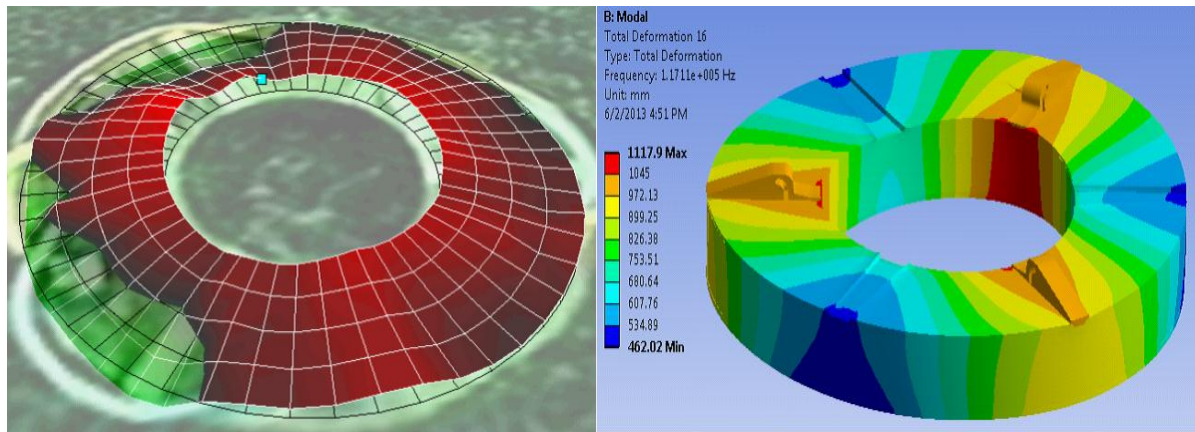 B: Modal
Total Deformation 16
Type: Total Deformation
Frequency: 1.1711e+005 Hz
Unit: mm
6/2/2013 4:51 PM
1117.9 Max
1045
972.13
899.25
826.38
753.51
680.64
607.76
534.89
462.02 Min